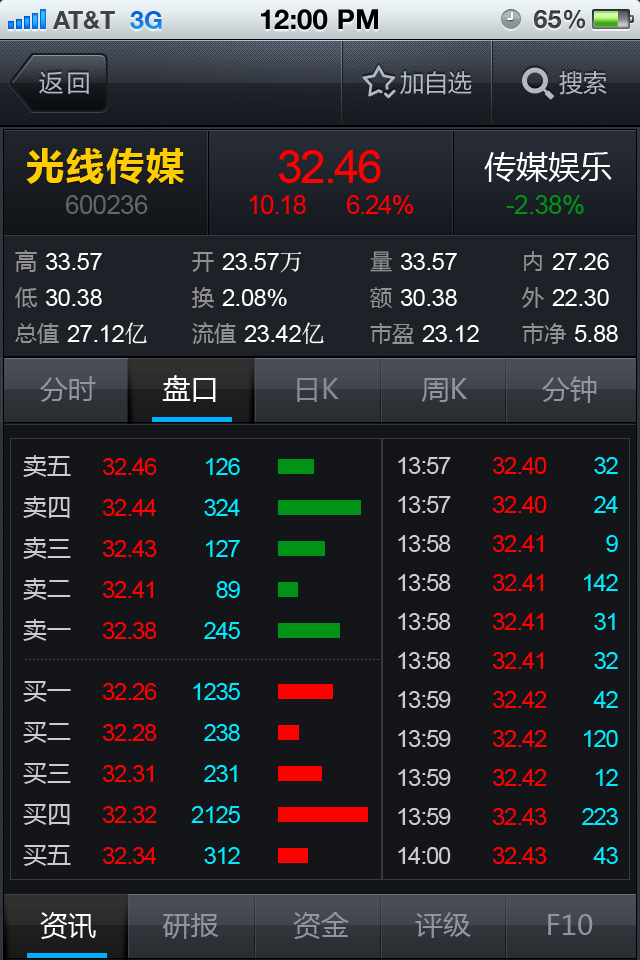 AT&T 3G 12:00 PM 65%
返回 加自选 搜索
光线传媒 32.46 传媒娱乐
600236 10.18 6.24% -2.38%
高 33.57 开 23.57万 量 33.57 内 27.26
低 30.38 换 2.08% 额 30.38 外 22.30
总值 27.12亿 流值 23.42亿 市盈 23.12 市净 5.88
分时 盘口 日K 周K 分钟
卖五 32.46 126
卖四 32.44 324
卖三 32.43 127
卖二 32.41 89
卖一 32.38 245
买一 32.26 1235
买二 32.28 238
买三 32.31 231
买四 32.32 2125
买五 32.34 312
13:57 32.40 32
13:57 32.40 24
13:58 32.41 9
13:58 32.41 142
13:58 32.41 31
13:58 32.41 32
13:59 32.42 42
13:59 32.42 120
13:59 32.42 12
13:59 32.43 223
14:00 32.43 43
资讯 研报 资金 评级 F10